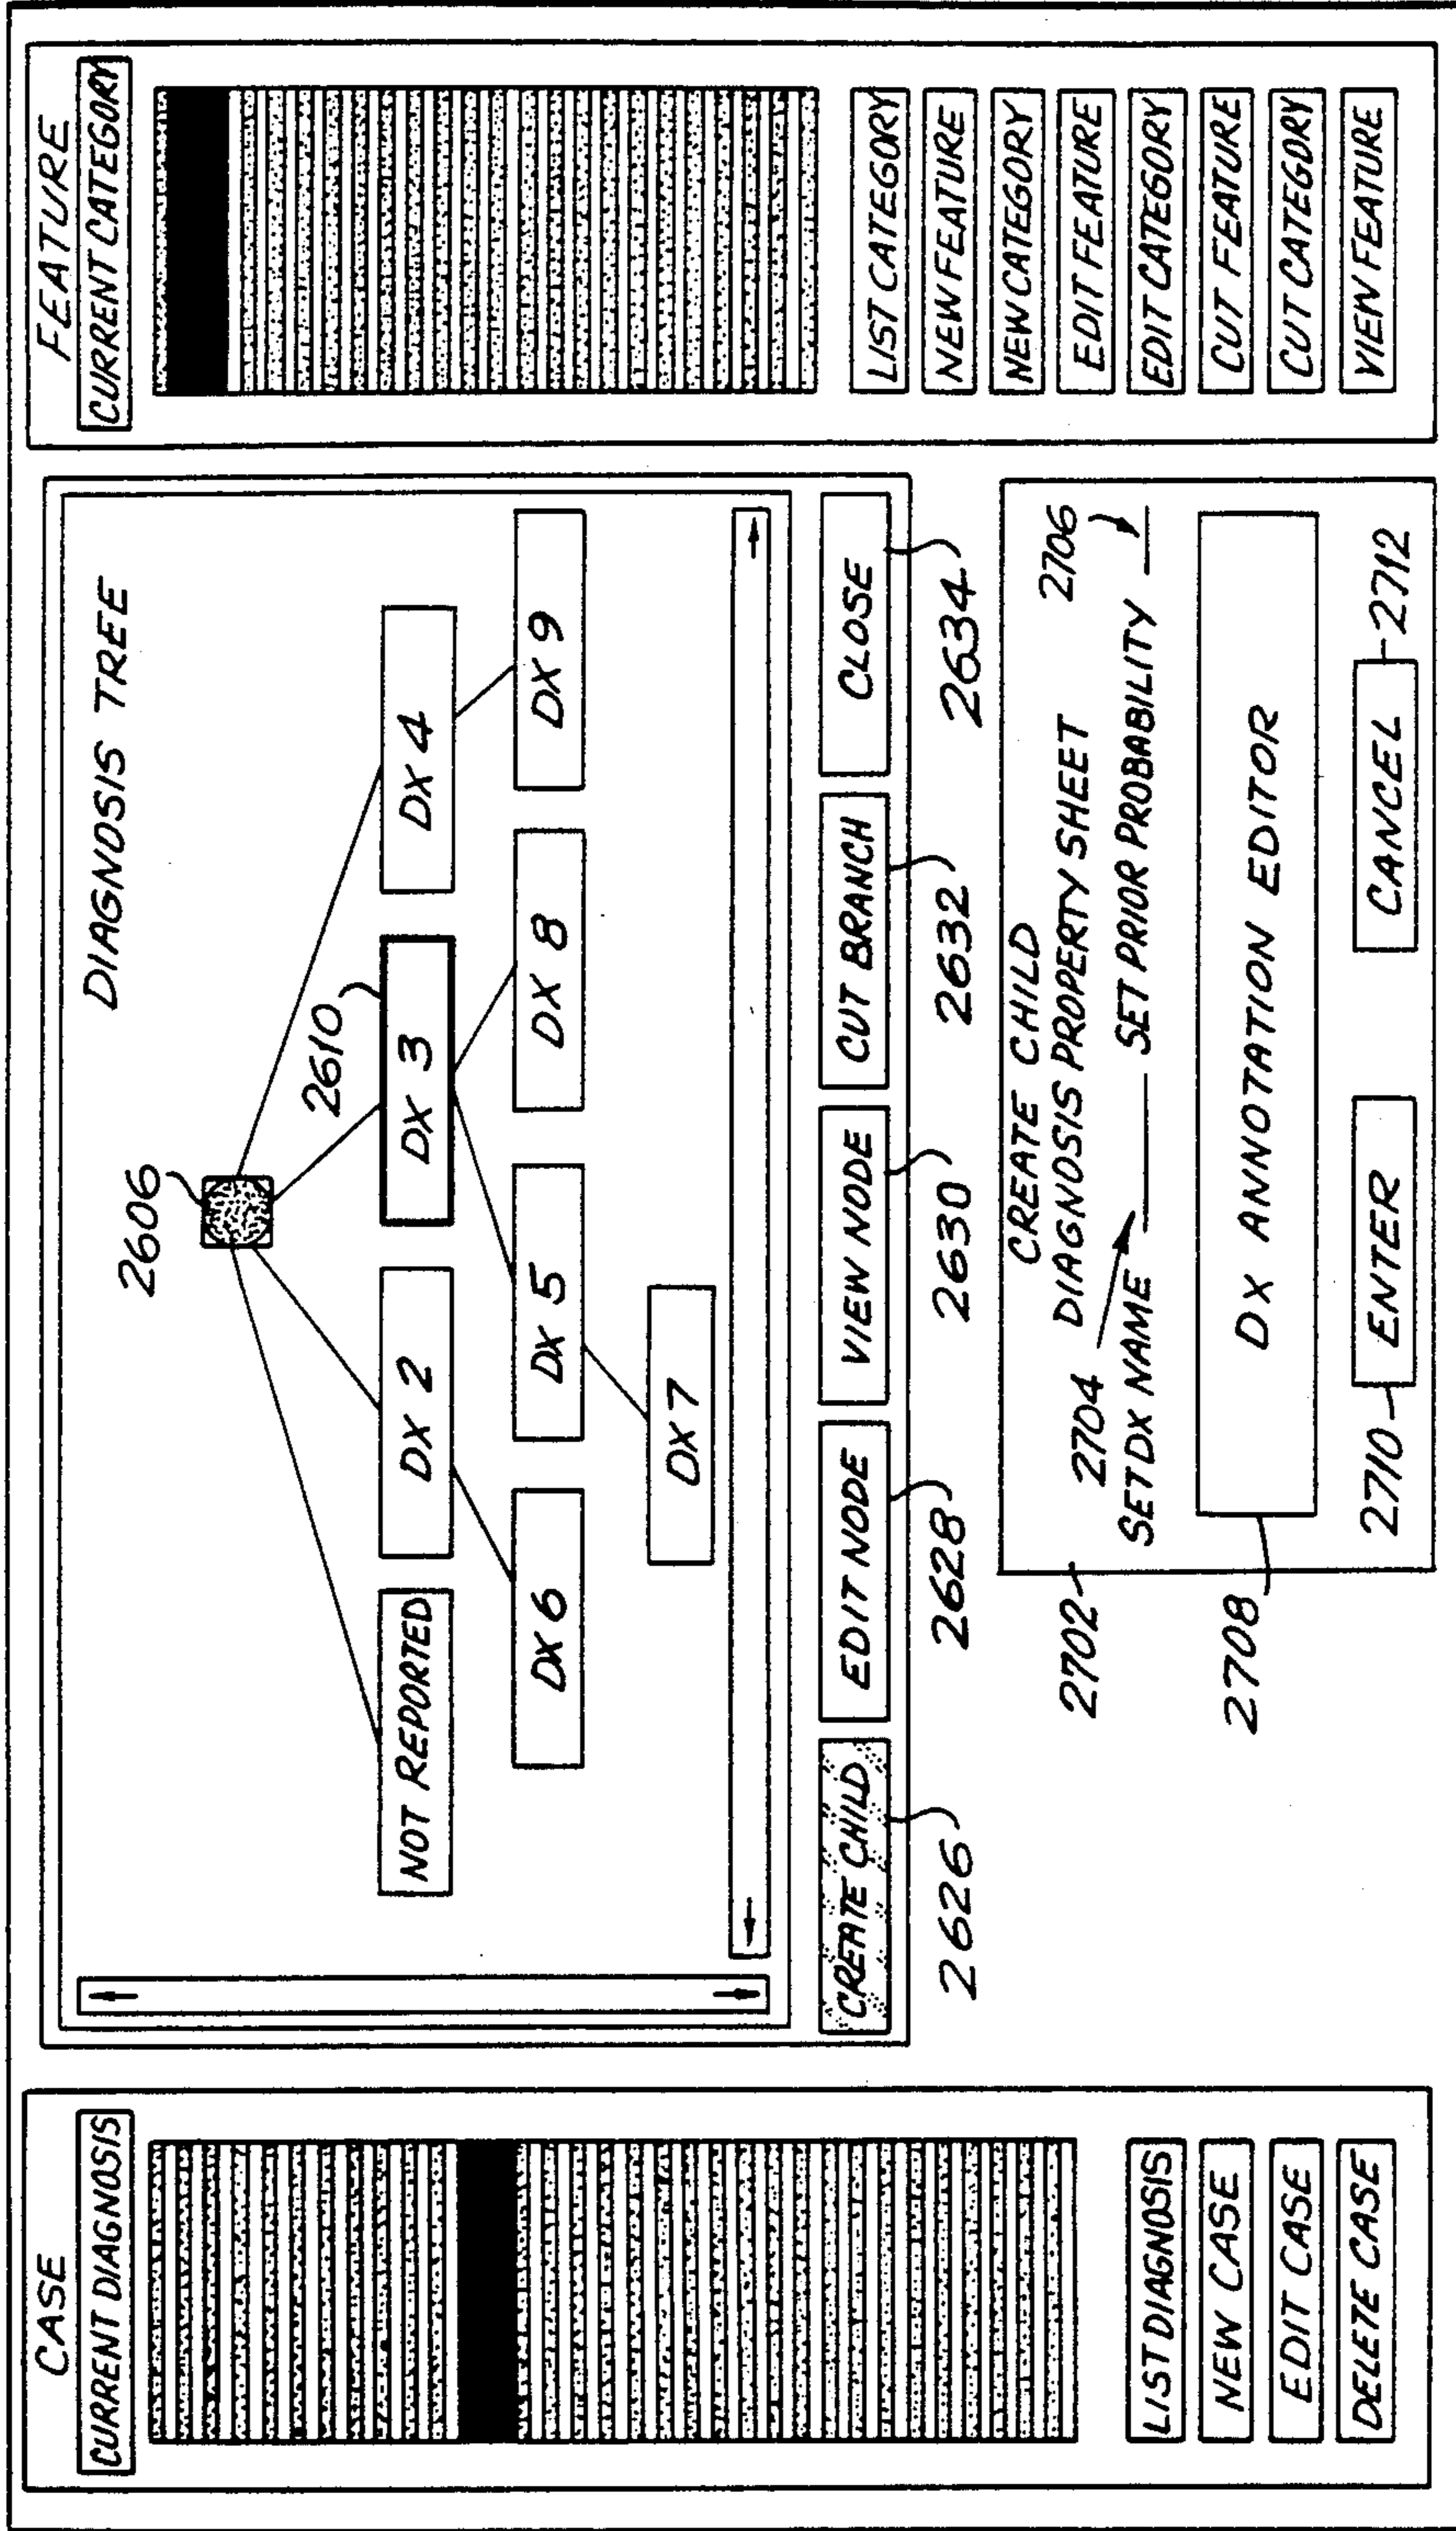 CASE
CURRENT DIAGNOSIS
LIST DIAGNOSIS
NEW CASE
EDIT CASE
DELETE CASE
DIAGNOSIS TREE
2606
2610
NOT REPORTED
DX 2
DX 3
DX 4
DX 6
DX 5
DX 8
DX 9
DX 7
CREATE CHILD
EDIT NODE
VIEW NODE
CUT BRANCH
CLOSE
2626
2628
2630
2632
2634
2702
CREATE CHILD
2704 DIAGNOSIS PROPERTY SHEET 2706
SET DX NAME SET PRIOR PROBABILITY
DX ANNOTATION EDITOR
2708
2710 ENTER
CANCEL 2712
FEATURE
CURRENT CATEGORY
LIST CATEGORY
NEW FEATURE
NEW CATEGORY
EDIT FEATURE
EDIT CATEGORY
CUT FEATURE
CUT CATEGORY
VIEN FEATURE